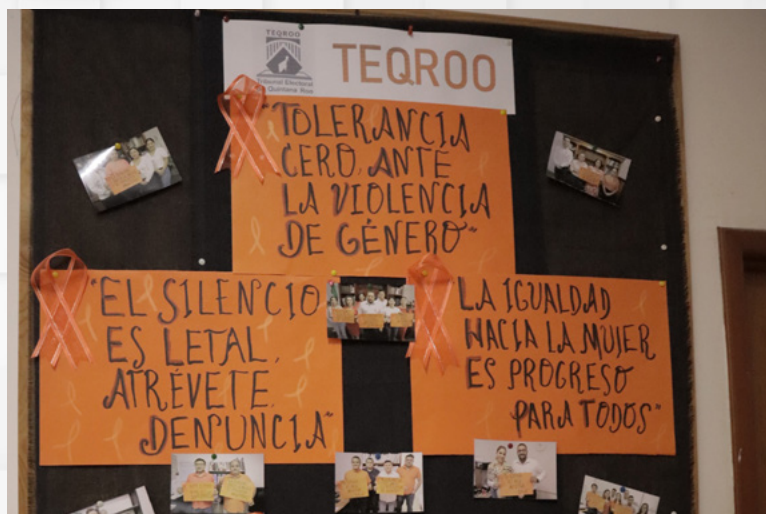 TEQROO
Tribunal Electoral
Quintana Roo
TEQROO
"TOLERANCIA
CERO, ANTE
LA VIOLENCIA
DE GÉNERO"
"EL SILENCIO
ES LETAL,
ATRÉVETE,
DENUNCIA"
LA IGUALDAD
HACIA LA MUJER
ES PROGRESO
PARA TODOS"